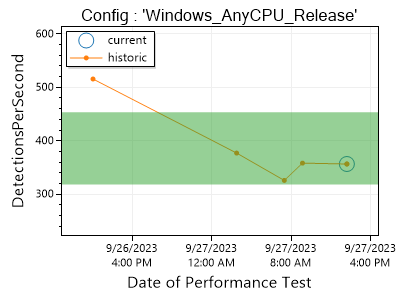 Config : 'Windows_AnyCPU_Release'
current
historic
600
500
400
300
DetectionsPerSecond
9/26/2023 9/27/2023 9/27/2023 9/27/2023
4:00 PM 12:00 AM 8:00 AM 4:00 PM
Date of Performance Test